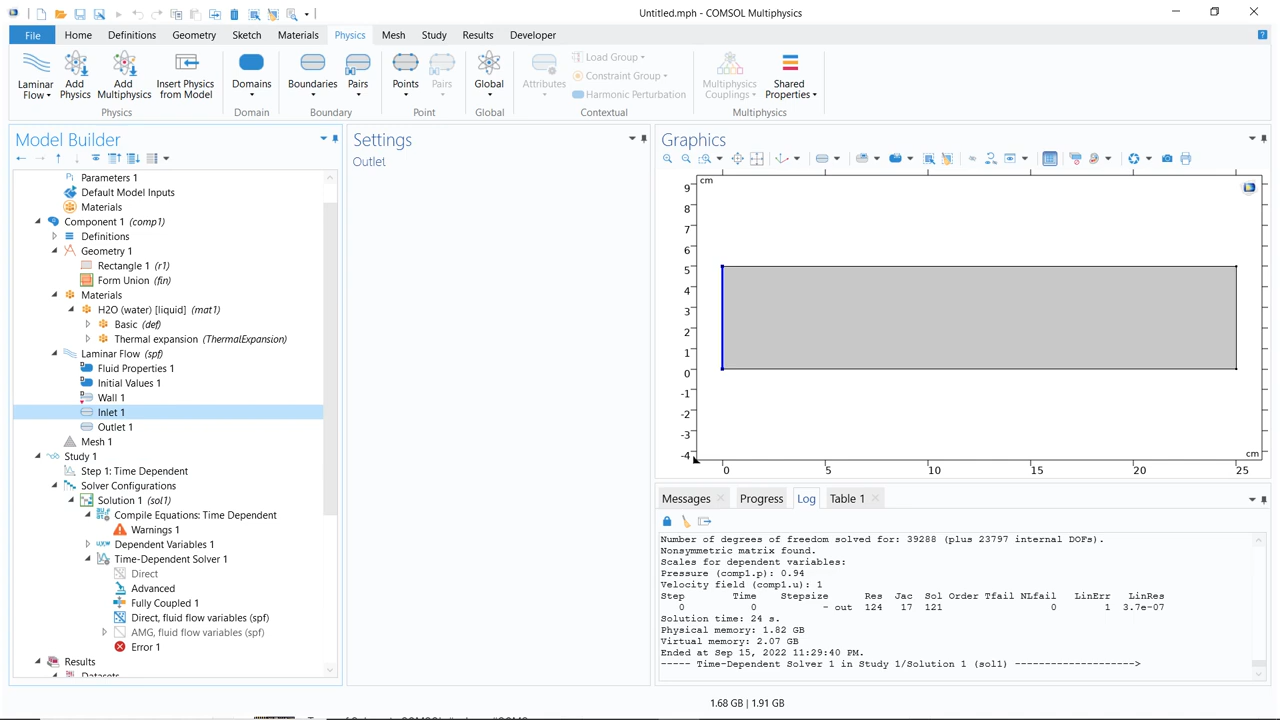 Untitled.mph - COMSOL Multiphysics
File Home Definitions Geometry Sketch Materials Physics Mesh Study Results Developer
Laminar Flow
Add Physics
Add Multiphysics
Insert Physics from Model
Domains
Boundaries
Pairs
Points
Pairs
Global
Attributes
Load Group
Constraint Group
Harmonic Perturbation
Multiphysics Couplings
Shared Properties
Physics Domain Boundary Point Global Contextual Multiphysics
Model Builder
Parameters 1
Default Model Inputs
Materials
Component 1 (comp1)
Definitions
Geometry 1
Rectangle 1 (r1)
Form Union (fin)
Materials
H2O (water) [liquid] (mat1)
Basic (def)
Thermal expansion (ThermalExpansion)
Laminar Flow (spf)
Fluid Properties 1
Initial Values 1
Wall 1
Inlet 1
Outlet 1
Mesh 1
Study 1
Step 1: Time Dependent
Solver Configurations
Solution 1 (sol1)
Compile Equations: Time Dependent
Warnings 1
Dependent Variables 1
Time-Dependent Solver 1
Direct
Advanced
Fully Coupled 1
Direct, fluid flow variables (spf)
AMG, fluid flow variables (spf)
Error 1
Results
Settings
Outlet
Graphics
cm
9
8
7
6
5
4
3
2
1
0
-1
-2
-3
-4
cm
0 5 10 15 20 25
Messages Progress Log Table 1
Number of degrees of freedom solved for: 39288 (plus 23797 internal DOFs).
Nonsymmetric matrix found.
Scales for dependent variables:
Pressure (comp1.p): 0.94
Velocity field (comp1.u): 1
Step Time Stepsize Res Jac Sol Order Tfail NLfail LinErr LinRes
0 0 - out 124 17 121 0 1 3.7e-07
Solution time: 24 s.
Physical memory: 1.82 GB
Virtual memory: 2.07 GB
Ended at Sep 15, 2022 11:29:40 PM.
----- Time-Dependent Solver 1 in Study 1/Solution 1 (sol1) -------------------->
1.68 GB | 1.91 GB